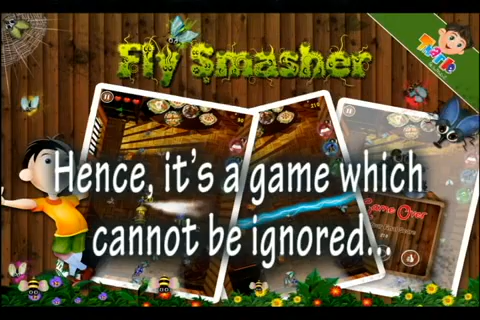 Fly Smasher
Hence, it's a game which
cannot be ignored.
Game Over